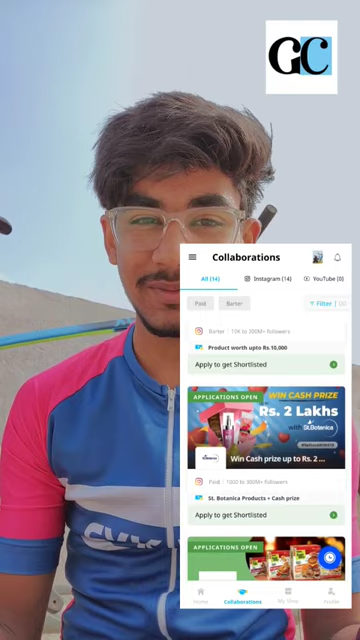 GC
Collaborations
All (14)
Instagram (14)
YouTube (0)
Paid
Barter
Filter
Barter | 10K to 300M+ followers
Product worth upto Rs.10,000
Apply to get Shortlisted
APPLICATIONS OPEN
WIN CASH PRIZE
Rs. 2 Lakhs
with St.Botanica
Win Cash prize up to Rs. 2 ...
Paid | 1000 to 300M+ followers
St. Botanica Products + Cash prize
Apply to get Shortlisted
APPLICATIONS OPEN
Home
Collaborations
My Shop
Profile